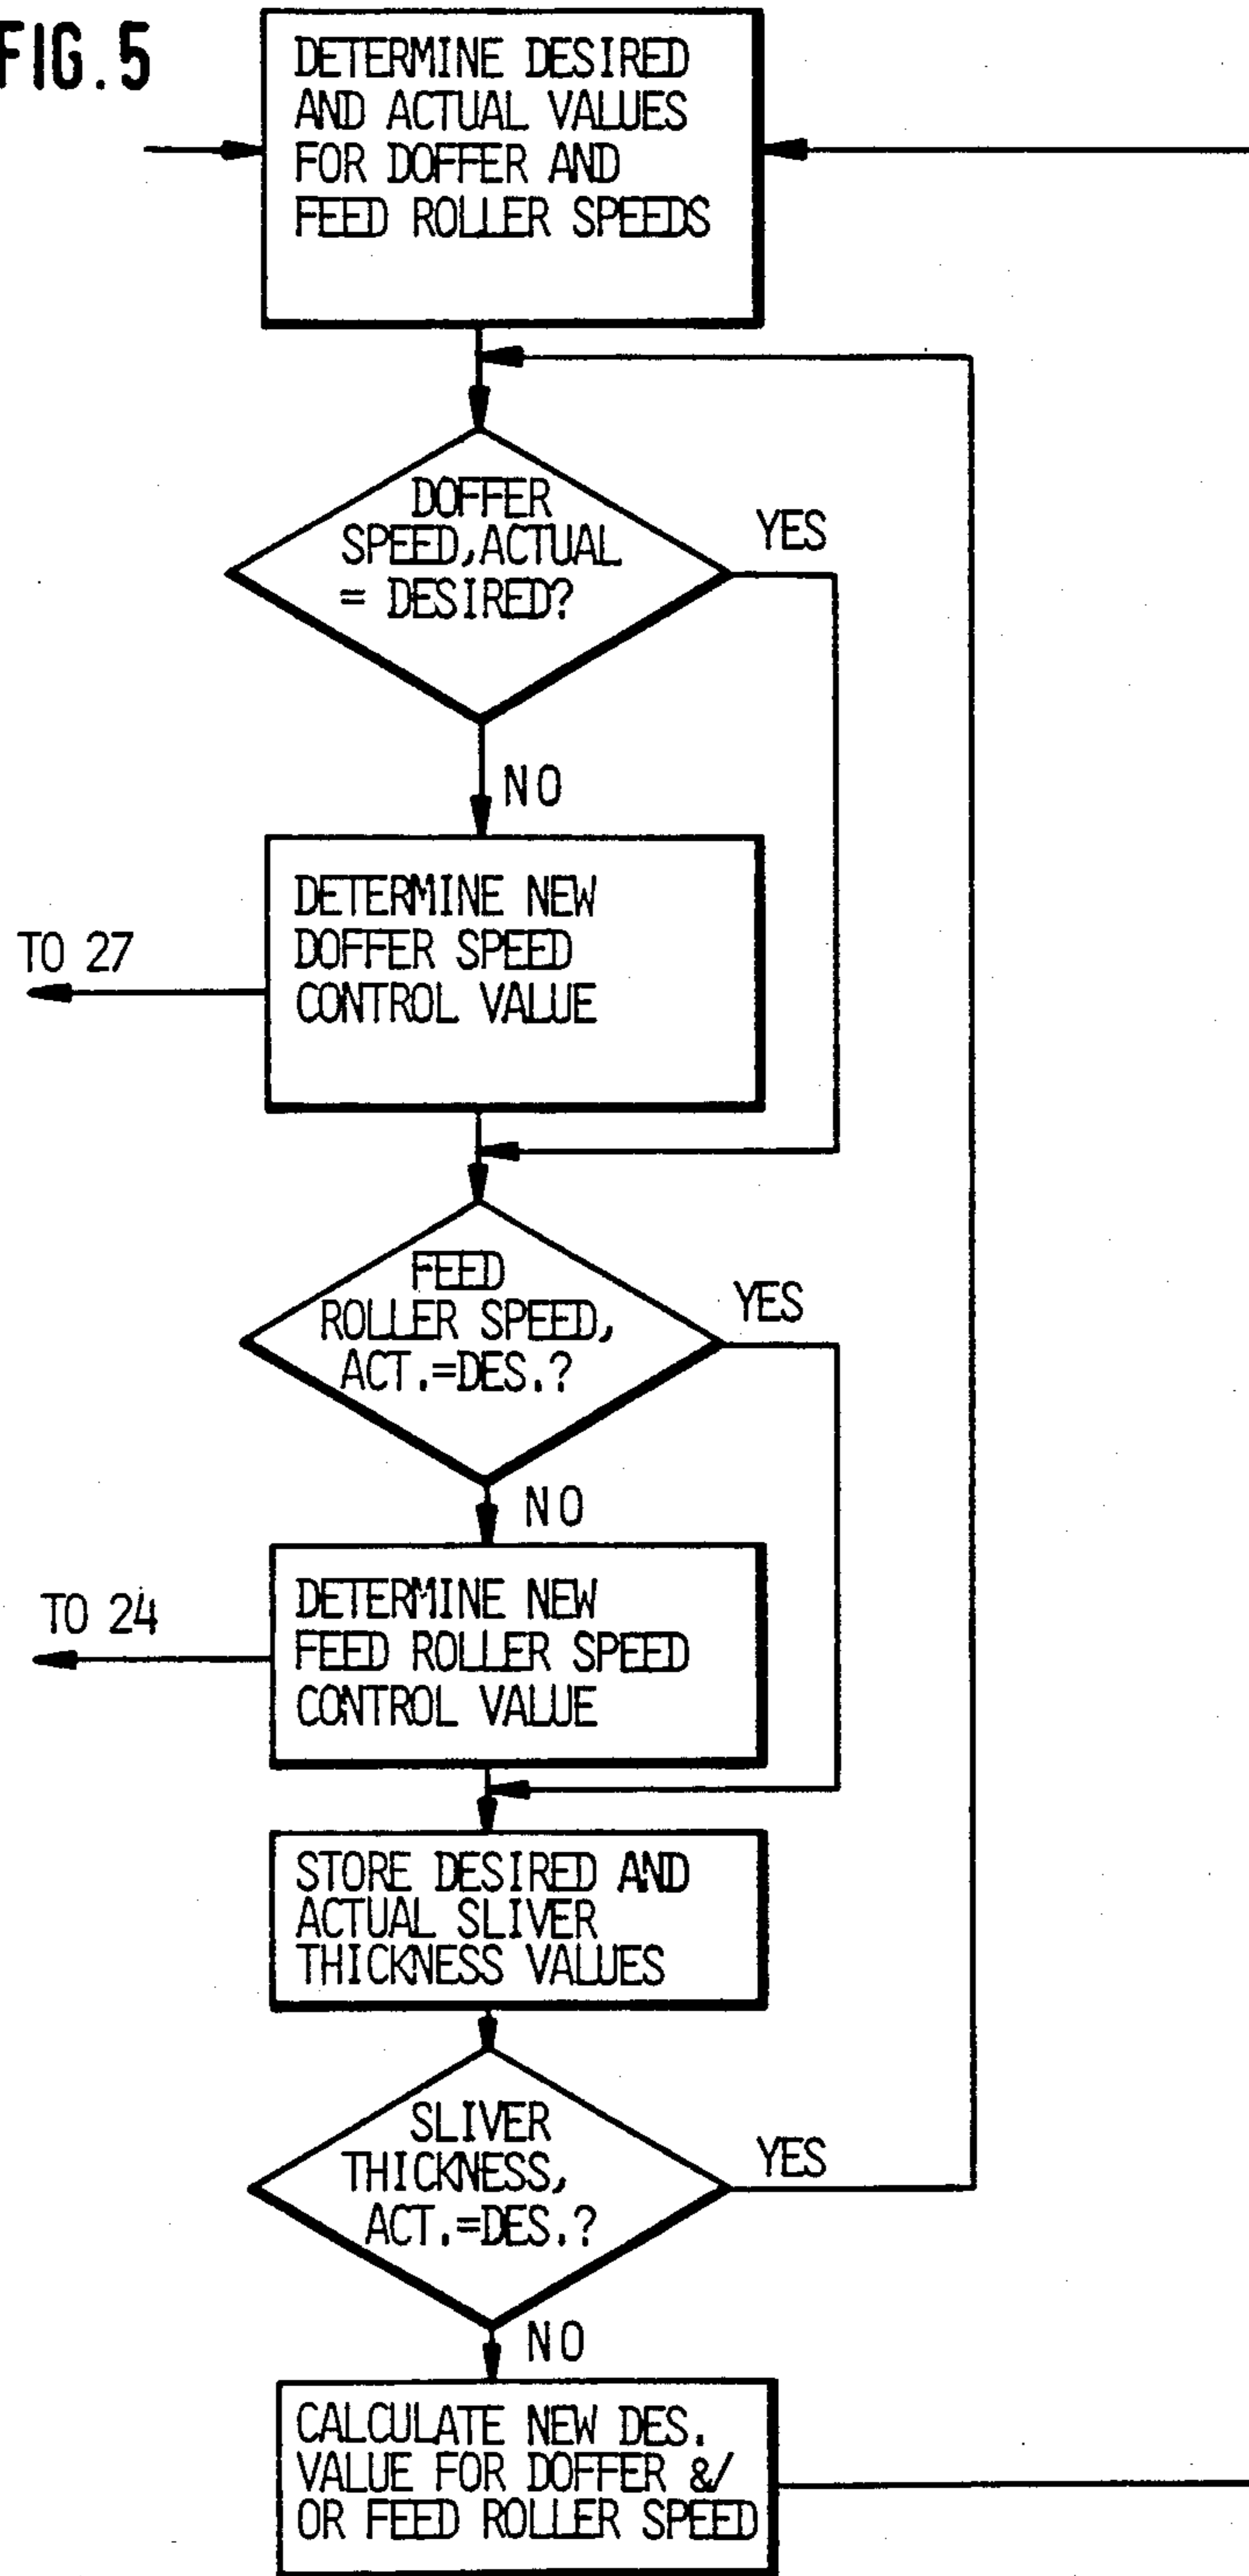 FIG. 5
DETERMINE DESIRED
AND ACTUAL VALUES
FOR DOFFER AND
FEED ROLLER SPEEDS
DOFFER
SPEED, ACTUAL
= DESIRED?
YES
NO
DETERMINE NEW
DOFFER SPEED
CONTROL VALUE
TO 27
FEED
ROLLER SPEED,
ACT.=DES.?
YES
NO
DETERMINE NEW
FEED ROLLER SPEED
CONTROL VALUE
TO 24
STORE DESIRED AND
ACTUAL SLIVER
THICKNESS VALUES
SLIVER
THICKNESS,
ACT.=DES.?
YES
NO
CALCULATE NEW DES.
VALUE FOR DOFFER &/
OR FEED ROLLER SPEED